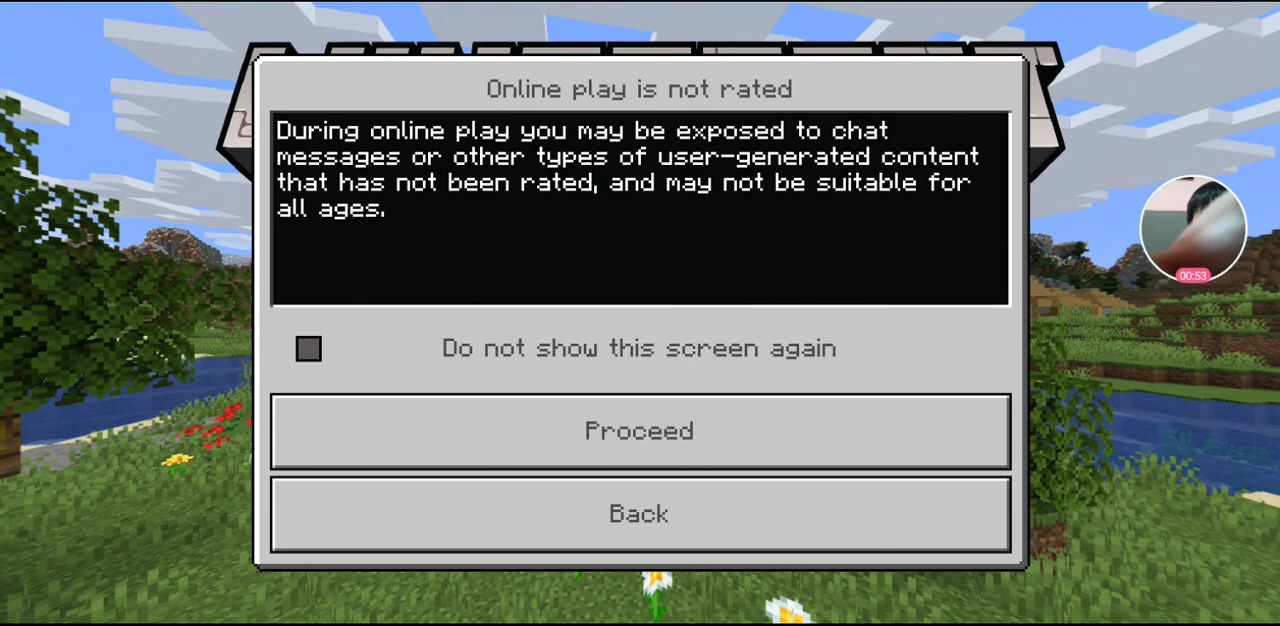 Online play is not rated
During online play you may be exposed to chat
messages or other types of user-generated content
that has not been rated, and may not be suitable for
all ages.
00:53
Do not show this screen again
Proceed
Back